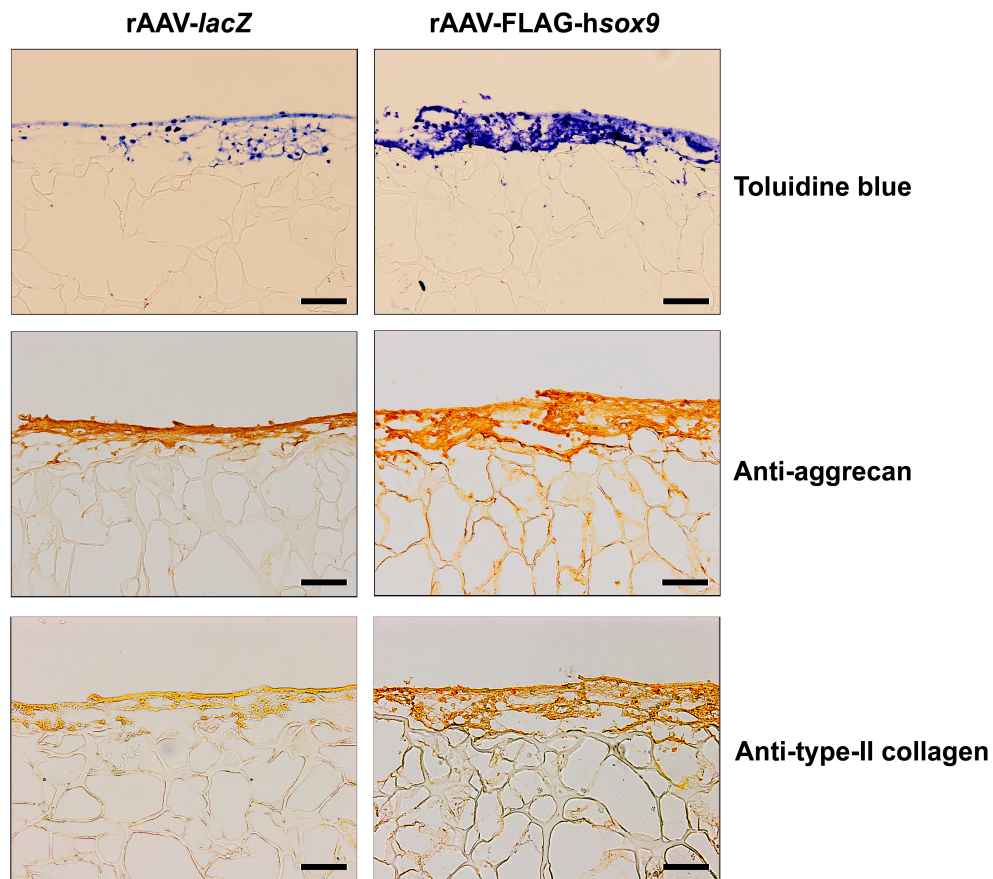 rAAV-lacZ
rAAV-FLAG-hsox9
Toluidine blue
Anti-aggrecan
Anti-type-II collagen